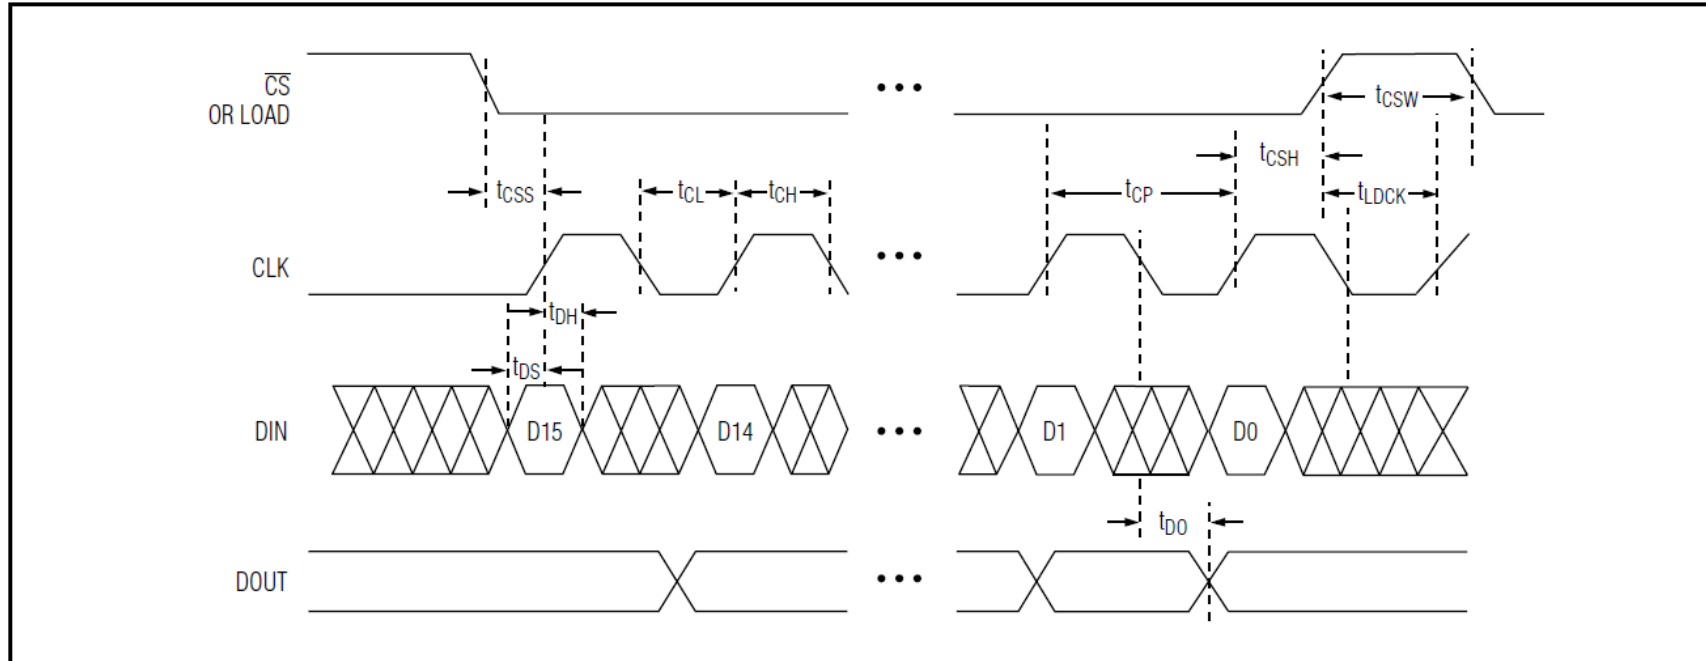 CS
OR LOAD
tCSW
tCSH
tCSS
tCL
tCH
tCP
tLDCK
CLK
tDH
tDS
DIN
D15
D14
D1
D0
tDO
DOUT